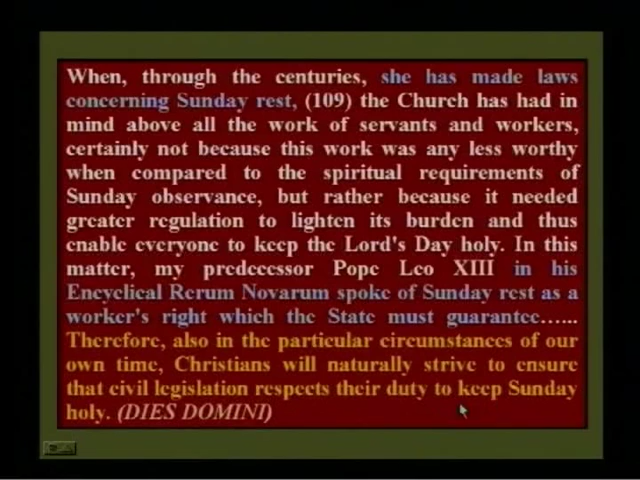 When, through the centuries, she has made laws
concerning Sunday rest, (109) the Church has had in
mind above all the work of servants and workers,
certainly not because this work was any less worthy
when compared to the spiritual requirements of
Sunday observance, but rather because it needed
greater regulation to lighten its burden and thus
enable everyone to keep the Lord's Day holy. In this
matter, my predecessor Pope Leo XIII in his
Encyclical Rerum Novarum spoke of Sunday rest as a
worker's right which the State must guarantee......
Therefore, also in the particular circumstances of our
own time, Christians will naturally strive to ensure
that civil legislation respects their duty to keep Sunday
holy. (DIES DOMINI)